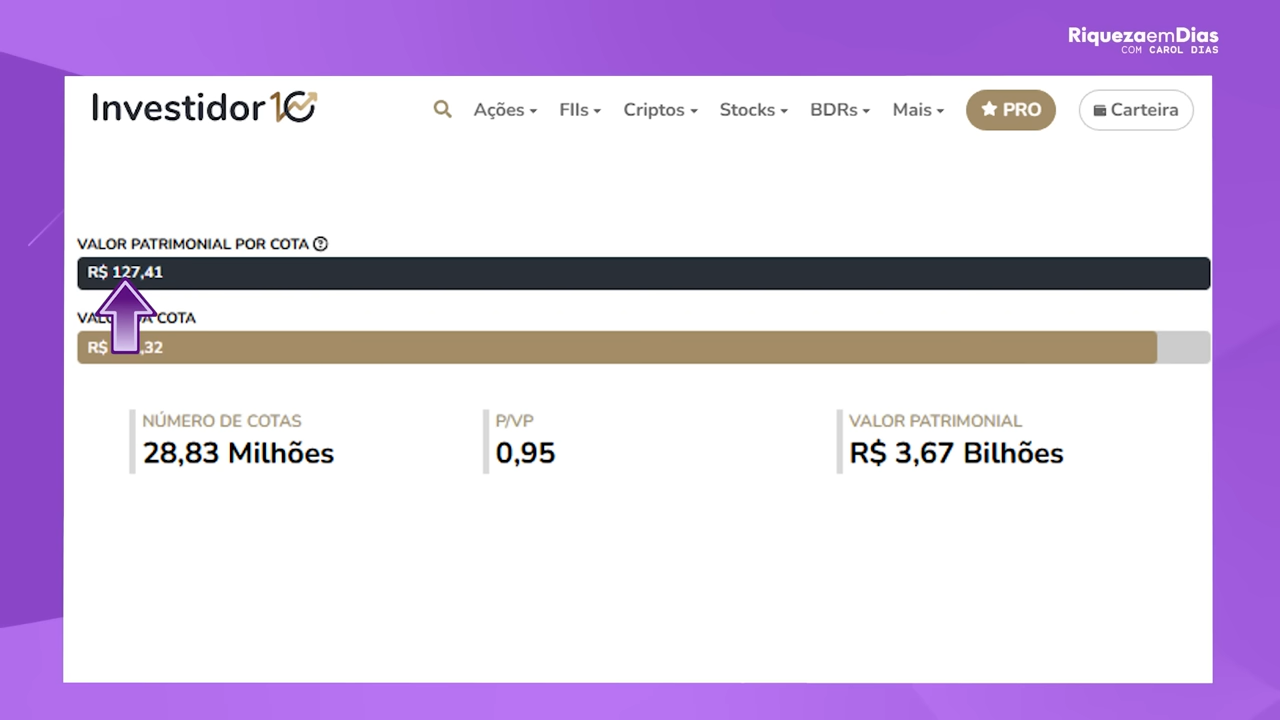 RiquezaemDias
COM CAROL DIAS
Investidor10
Ações FIIs Criptos Stocks BDRs Mais PRO Carteira
VALOR PATRIMONIAL POR COTA ?
R$ 127,41
COTA
R$ ,32
NÚMERO DE COTAS P/VP VALOR PATRIMONIAL
28,83 Milhões 0,95 R$ 3,67 Bilhões